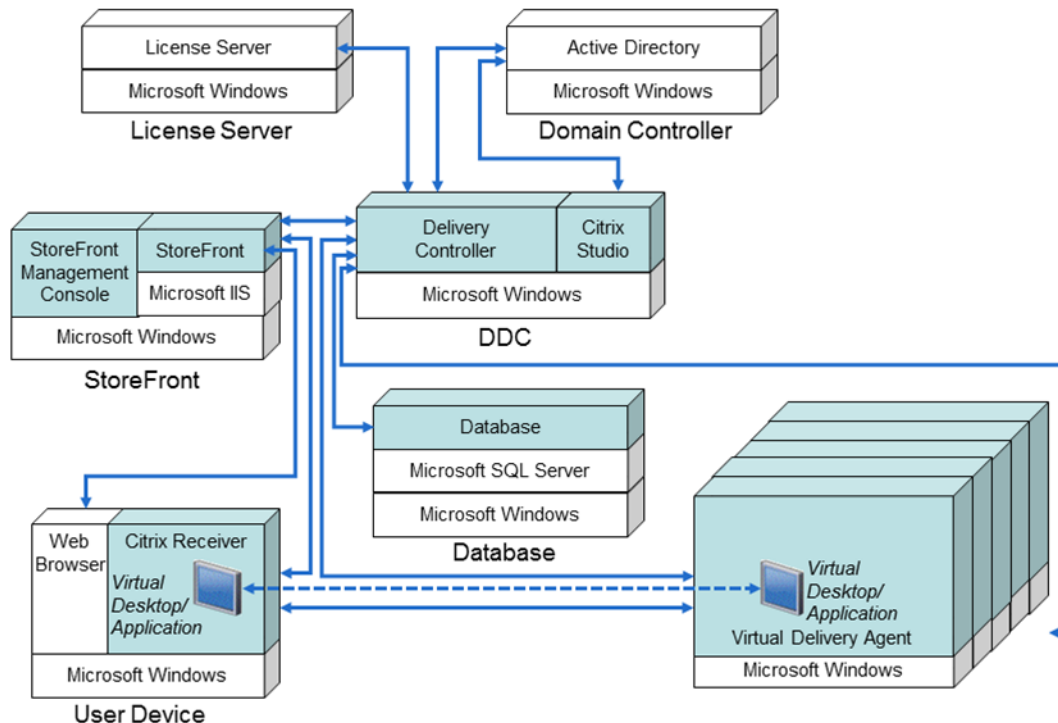 License Server
Microsoft Windows
License Server
Active Directory
Microsoft Windows
Domain Controller
StoreFront
Management
Console
StoreFront
Microsoft IIS
Microsoft Windows
StoreFront
Delivery
Controller
Citrix
Studio
Microsoft Windows
DDC
Database
Microsoft SQL Server
Microsoft Windows
Database
Web
Browser
Citrix Receiver
Virtual
Desktop/
Application
Microsoft Windows
User Device
Virtual
Desktop/
Application
Virtual Delivery Agent
Microsoft Windows